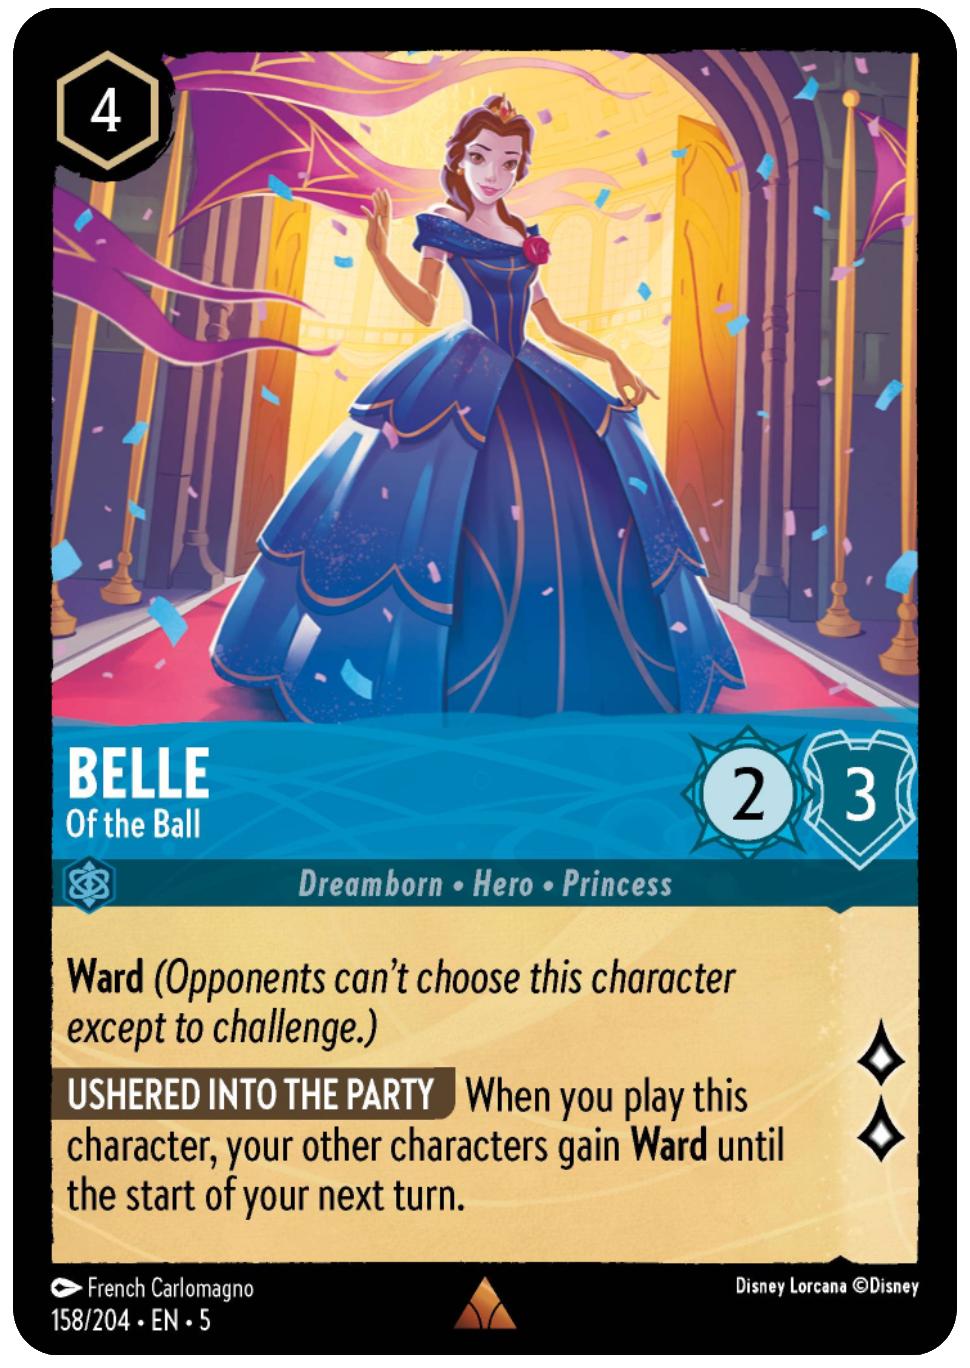 4
BELLE
Of the Ball
2
3
Dreamborn • Hero • Princess
Ward (Opponents can't choose this character
except to challenge.)
USHERED INTO THE PARTY When you play this
character, your other characters gain Ward until
the start of your next turn.
French Carlomagno
158/204 • EN • 5
Disney Lorcana ©Disney